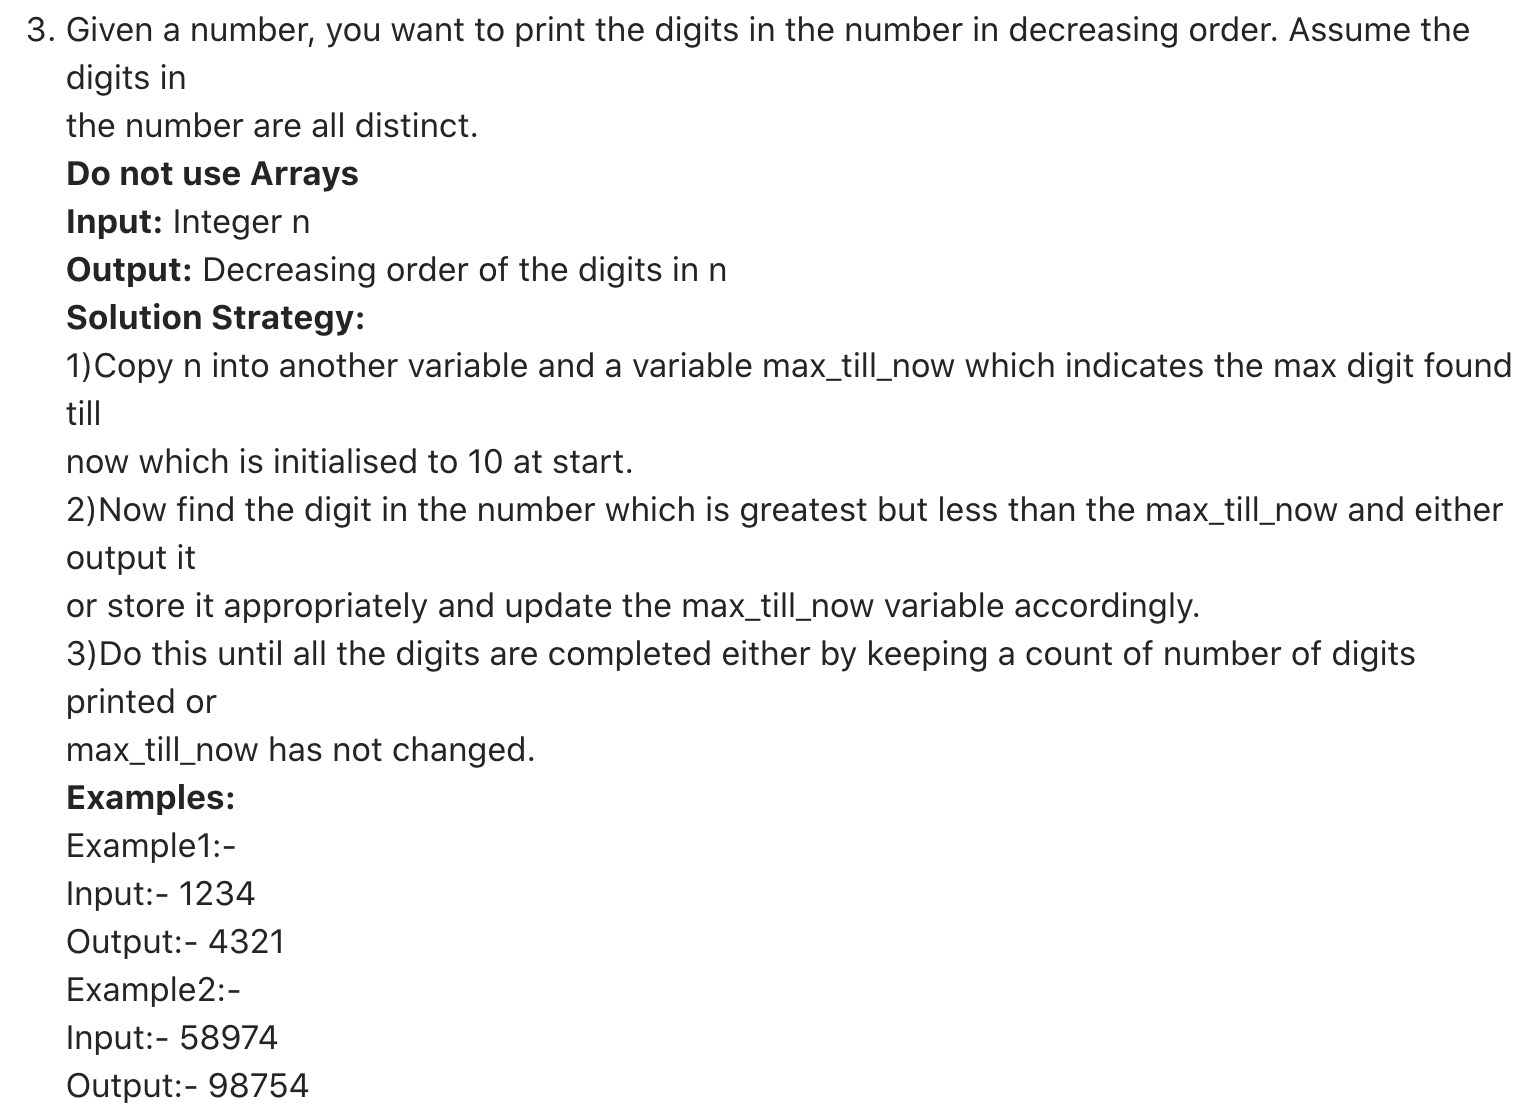 3. Given a number, you want to print the digits in the number in decreasing order. Assume the
digits in
the number are all distinct.
Do not use Arrays
Input: Integer n
Output: Decreasing order of the digits in n
Solution Strategy:
1)Copy n into another variable and a variable max_till_now which indicates the max digit found
till
now which is initialised to 10 at start.
2)Now find the digit in the number which is greatest but less than the max_till_now and either
output it
or store it appropriately and update the max_till_now variable accordingly.
3)Do this until all the digits are completed either by keeping a count of number of digits
printed or
max_till_now has not changed.
Examples:
Example1:-
Input:- 1234
Output:- 4321
Example2:-
Input:- 58974
Output:- 98754